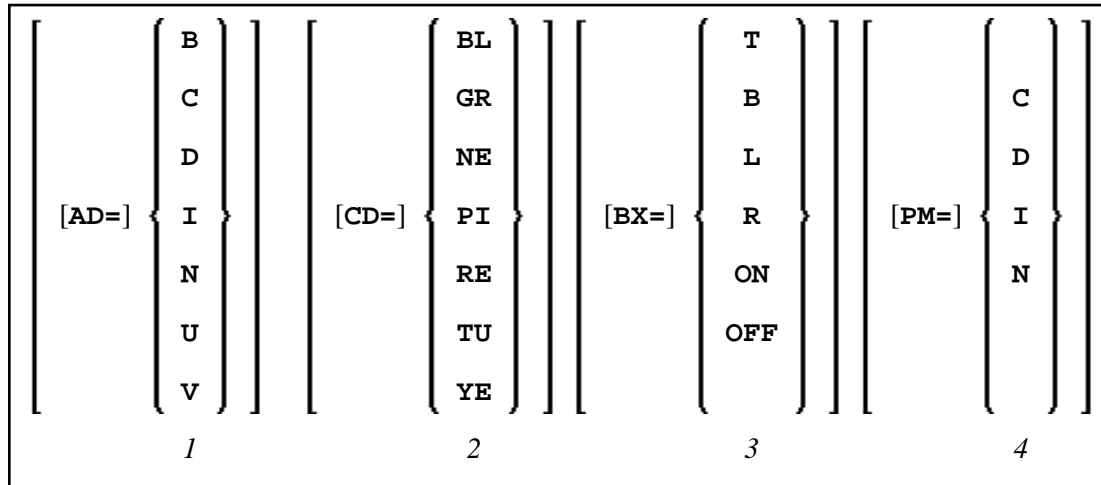 B BL T
C GR B C
D NE L D
[AD=] I [CD=] PI [BX=] R [PM=] I
N RE ON N
U TU OFF
V YE
1 2 3 4